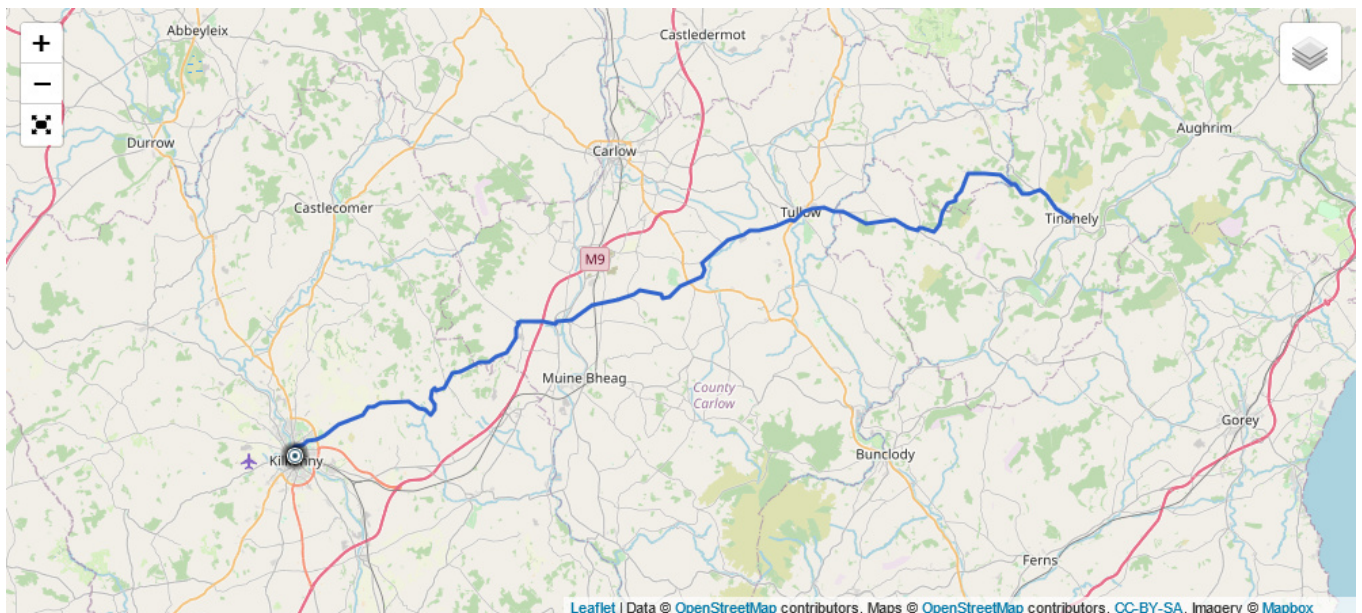 +
−
Abbeyleix
Castledermot
Durrow
Aughrim
Carlow
Castlecomer
Tullow
Tinahely
M9
Muine Bheag
County
Carlow
Gorey
Bunclody
Ferns
Leaflet | Data © OpenStreetMap contributors, Maps © OpenStreetMap contributors, CC-BY-SA, Imagery © Mapbox